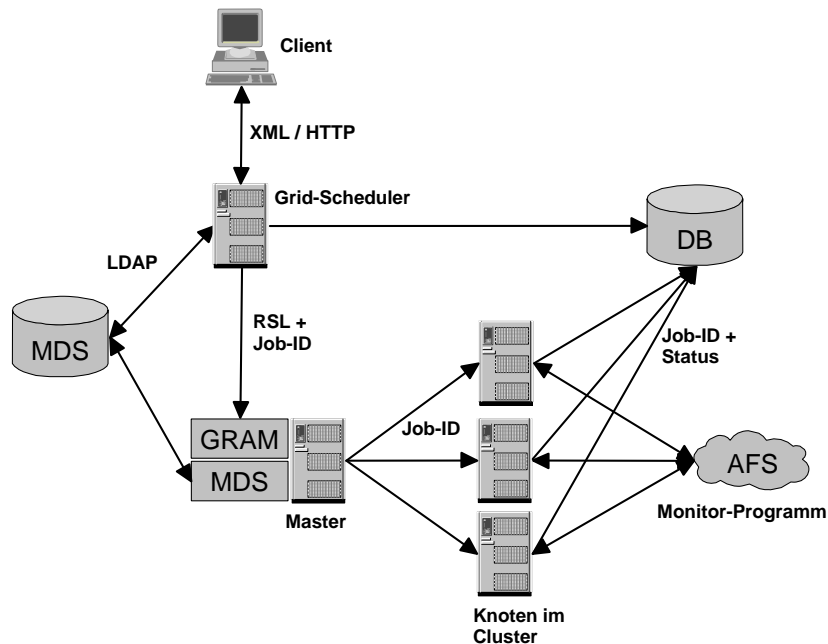 Client
XML / HTTP
Grid-Scheduler
DB
LDAP
MDS
RSL +
Job-ID
Job-ID +
Status
GRAM
MDS
Job-ID
AFS
Master
Monitor-Programm
Knoten im
Cluster